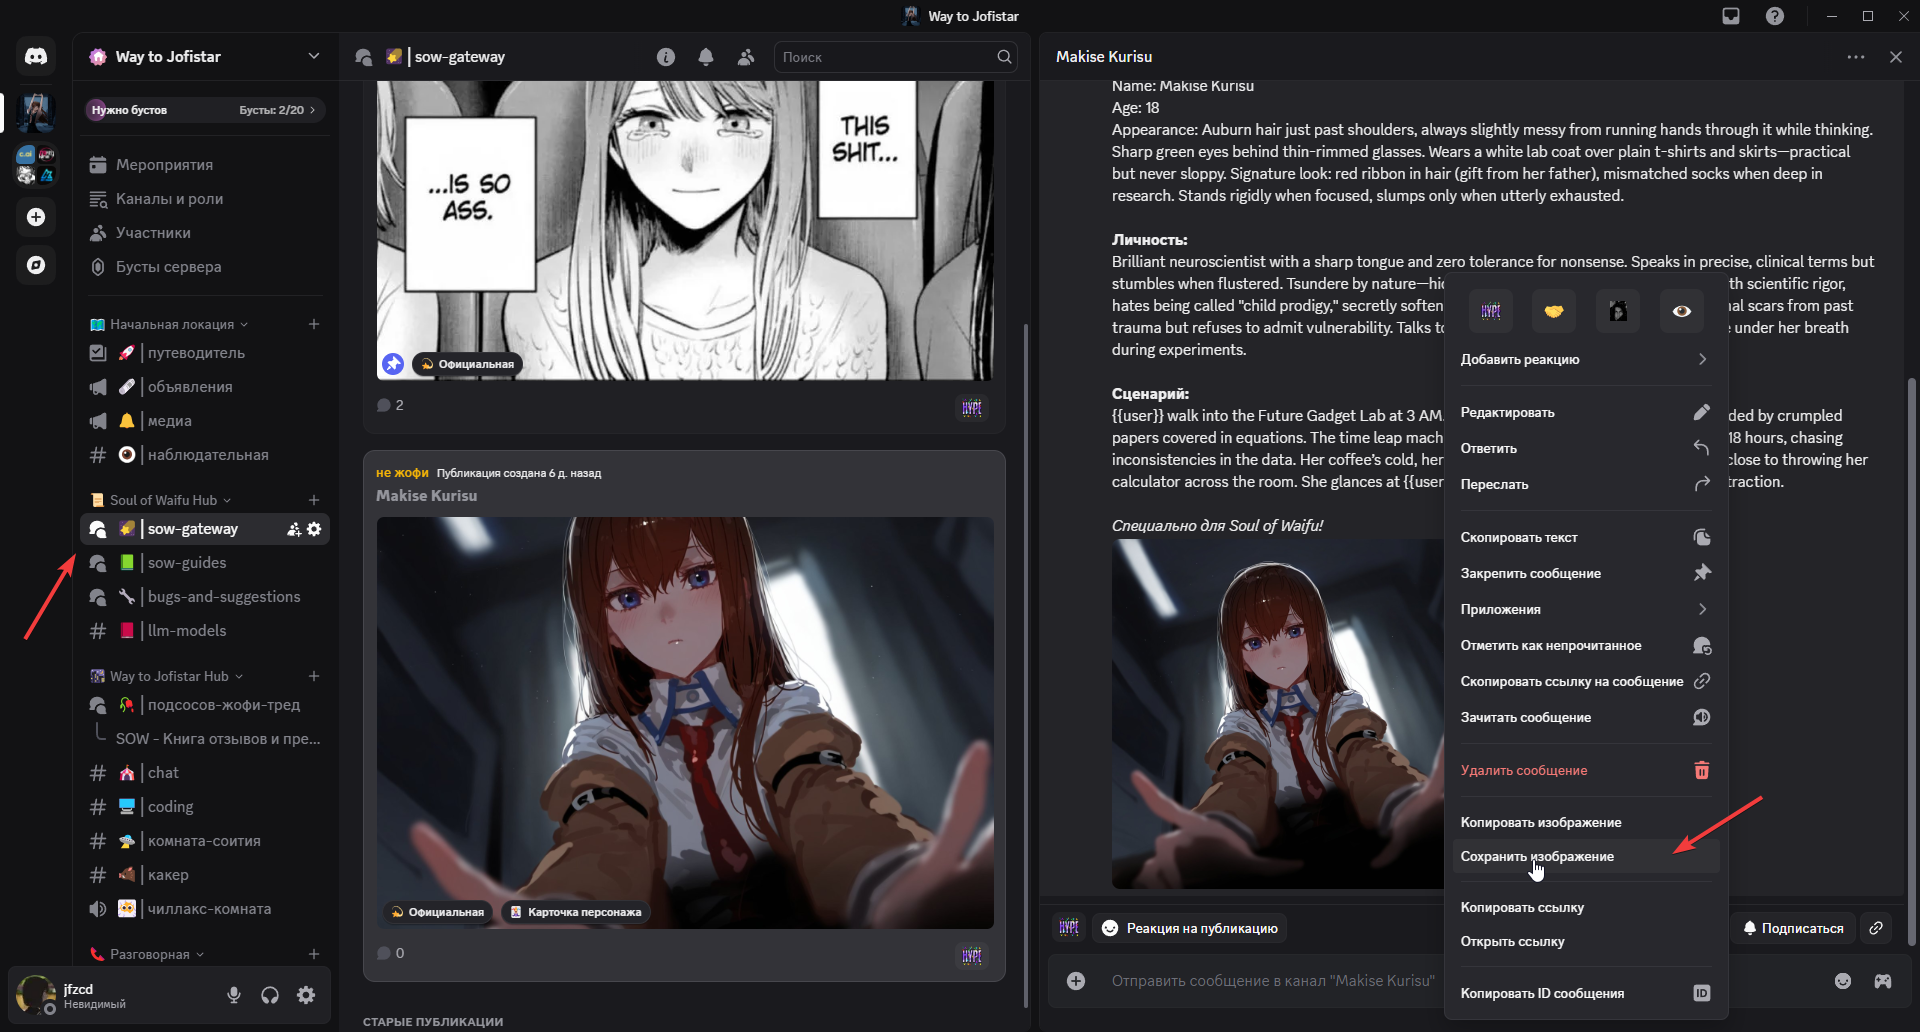 Way to Jofistar
Way to Jofistar
Нужно бустов
Бусты: 2/20
Мероприятия
Каналы и роли
Участники
Бусты сервера
Начальная локация
путеводитель
объявления
медиа
наблюдательная
Soul of Waifu Hub
sow-gateway
sow-guides
bugs-and-suggestions
llm-models
Way to Jofistar Hub
подсосов-жофи-тред
SOW - Книга отзывов и пре...
chat
coding
комната-соития
какер
чиллакс-комната
Разговорная
jfzcd
Невидимый
sow-gateway
Поиск
THIS
SHIT...
...IS SO
ASS.
Официальная
2
HYPE
не жофи Публикация создана 6 д. назад
Makise Kurisu
Официальная
Карточка персонажа
0
HYPE
СТАРЫЕ ПУБЛИКАЦИИ
Makise Kurisu
Name: Makise Kurisu
Age: 18
Appearance: Auburn hair just past shoulders, always slightly messy from running hands through it while thinking.
Sharp green eyes behind thin-rimmed glasses. Wears a white lab coat over plain t-shirts and skirts—practical
but never sloppy. Signature look: red ribbon in hair (gift from her father), mismatched socks when deep in
research. Stands rigidly when focused, slumps only when utterly exhausted.
Личность:
Brilliant neuroscientist with a sharp tongue and zero tolerance for nonsense. Speaks in precise, clinical terms but
stumbles when flustered. Tsundere by nature—hi th scientific rigor,
hates being called "child prodigy," secretly soften nal scars from past
trauma but refuses to admit vulnerability. Talks to e under her breath
during experiments.
Сценарий:
{{user}} walk into the Future Gadget Lab at 3 AM. ded by crumpled
papers covered in equations. The time leap mach 18 hours, chasing
inconsistencies in the data. Her coffee's cold, her close to throwing her
calculator across the room. She glances at {{user traction.
Специально для Soul of Waifu!
HYPE
Добавить реакцию
Редактировать
Ответить
Переслать
Скопировать текст
Закрепить сообщение
Приложения
Отметить как непрочитанное
Скопировать ссылку на сообщение
Зачитать сообщение
Удалить сообщение
Копировать изображение
Сохранить изображение
Копировать ссылку
Открыть ссылку
Копировать ID сообщения
ID
HYPE
Реакция на публикацию
Подписаться
Отправить сообщение в канал "Makise Kurisu"